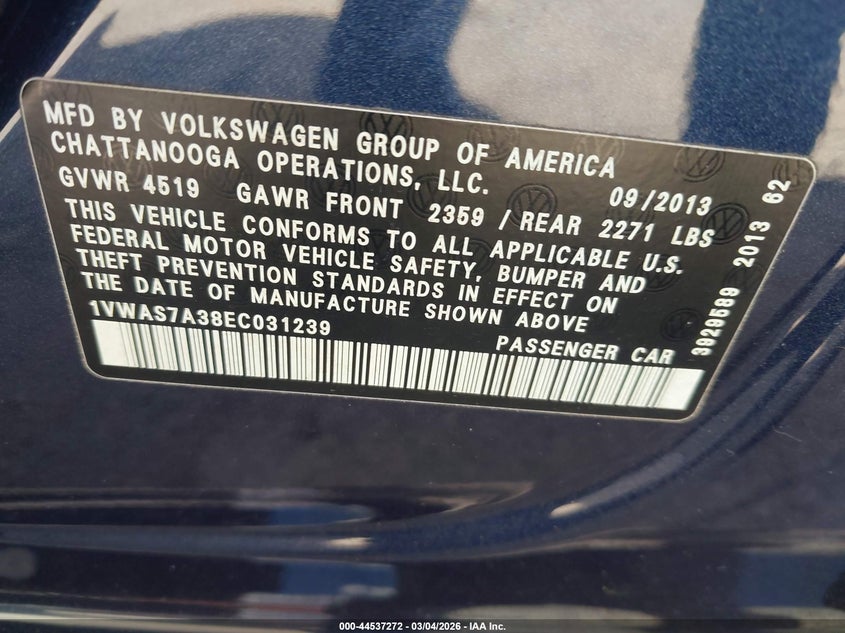 MFD BY VOLKSWAGEN GROUP OF AMERICA
CHATTANOOGA OPERATIONS, LLC. 09/2013
GVWR 4519 GAWR FRONT 2359 / REAR 2271 LBS
THIS VEHICLE CONFORMS TO ALL APPLICABLE U.S.
FEDERAL MOTOR VEHICLE SAFETY, BUMPER AND
THEFT PREVENTION STANDARDS IN EFFECT ON
THE DATE OF MANUFACTURE SHOWN ABOVE
1VWAS7A38EC031239 PASSENGER CAR
3929589 2013 62
000-44537272 - 03/04/2026 - IAA Inc.